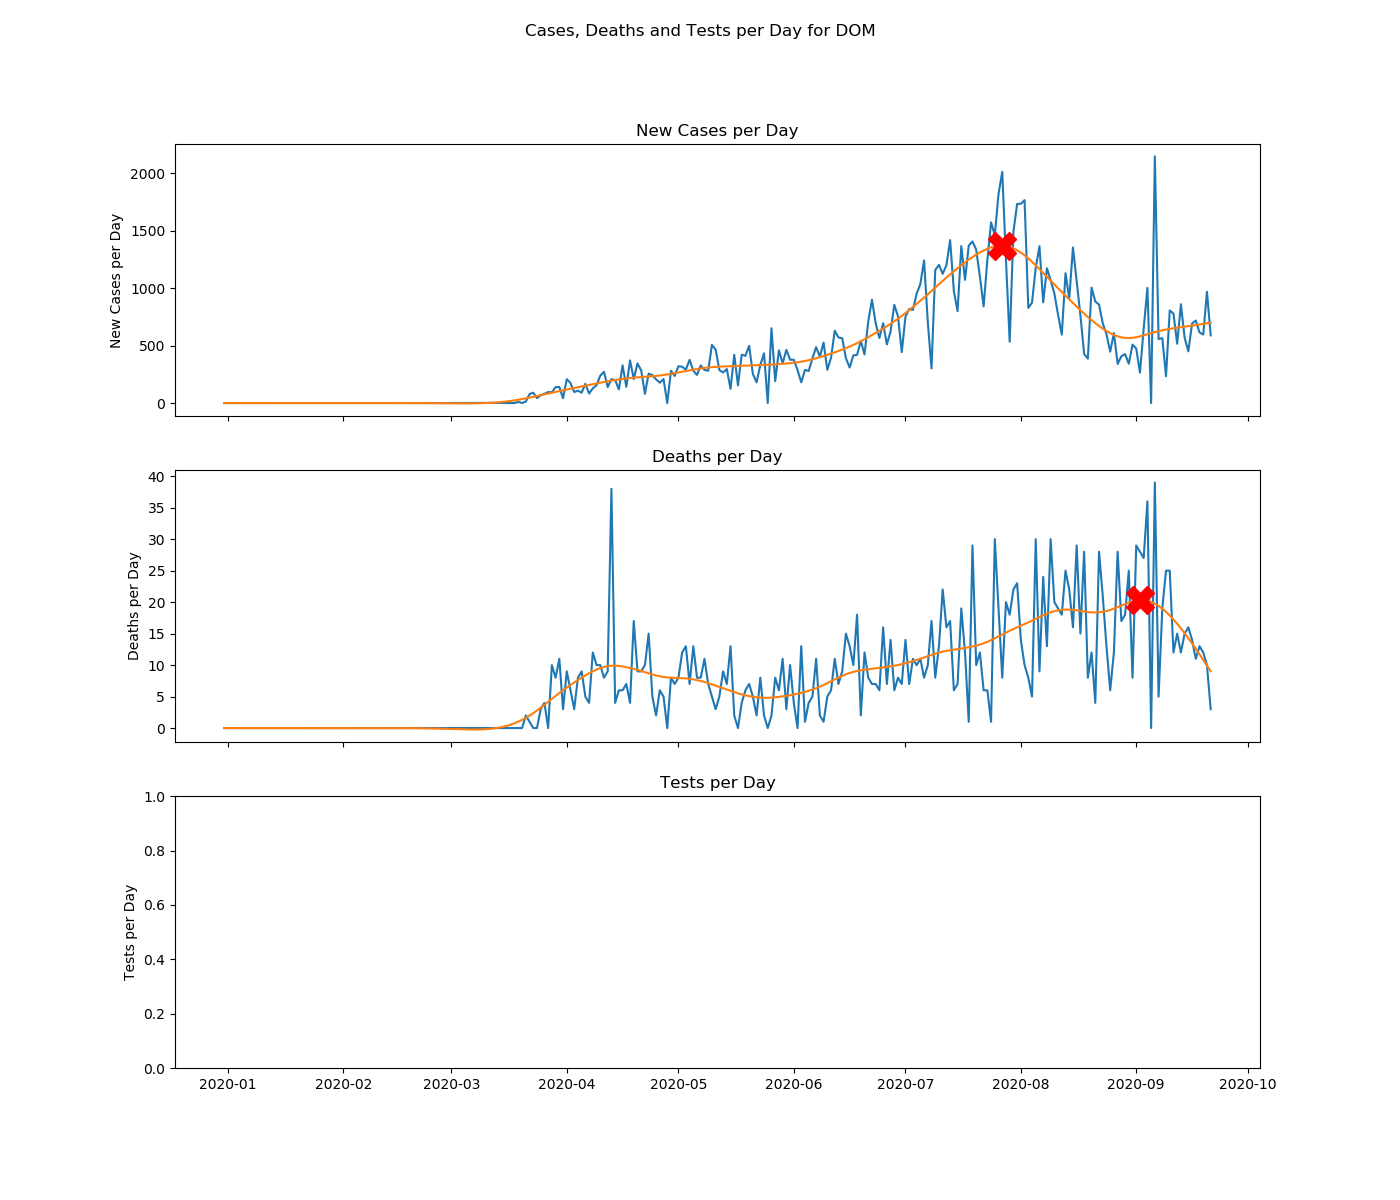 Cases, Deaths and Tests per Day for DOM
New Cases per Day
New Cases per Day
2000
1500
1000
500
0
Deaths per Day
Deaths per Day
40
35
30
25
20
15
10
5
0
Tests per Day
Tests per Day
1.0
0.8
0.6
0.4
0.2
0.0
2020-01 2020-02 2020-03 2020-04 2020-05 2020-06 2020-07 2020-08 2020-09 2020-10